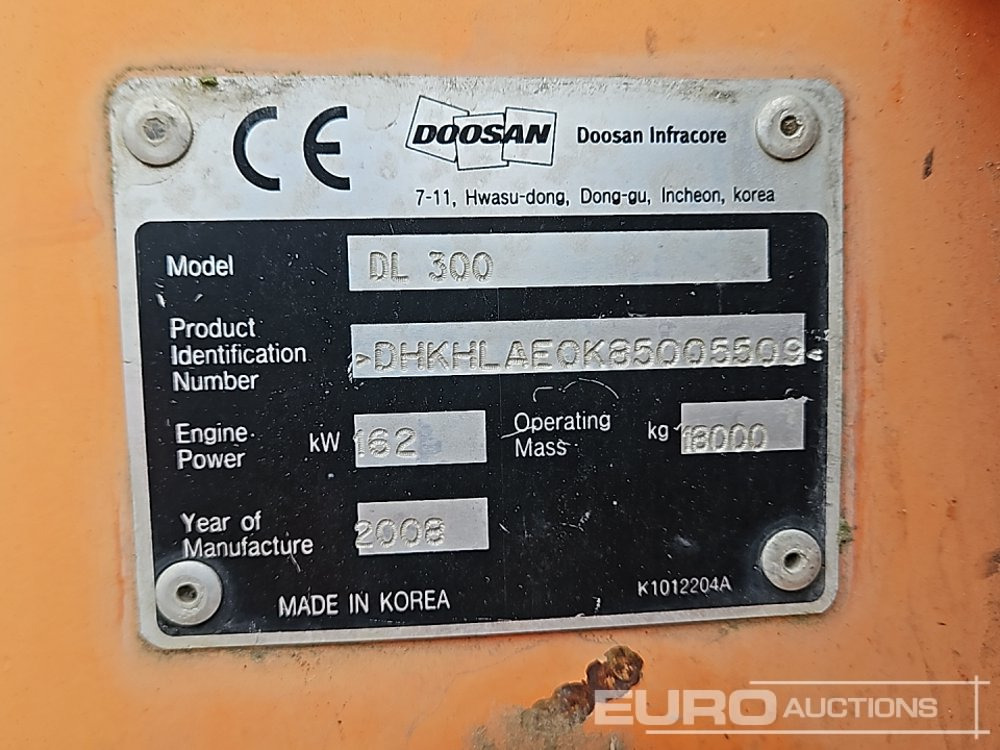 CE DOOSAN Doosan Infracore
7-11, Hwasu-dong, Dong-gu, Incheon, korea
Model DL 300
Product
Identification >DHKHLAEOK85005509<
Number
Engine kW 162 Operating kg 18000
Power Mass
Year of 2008
Manufacture
MADE IN KOREA K1012204A
EURO AUCTIONS